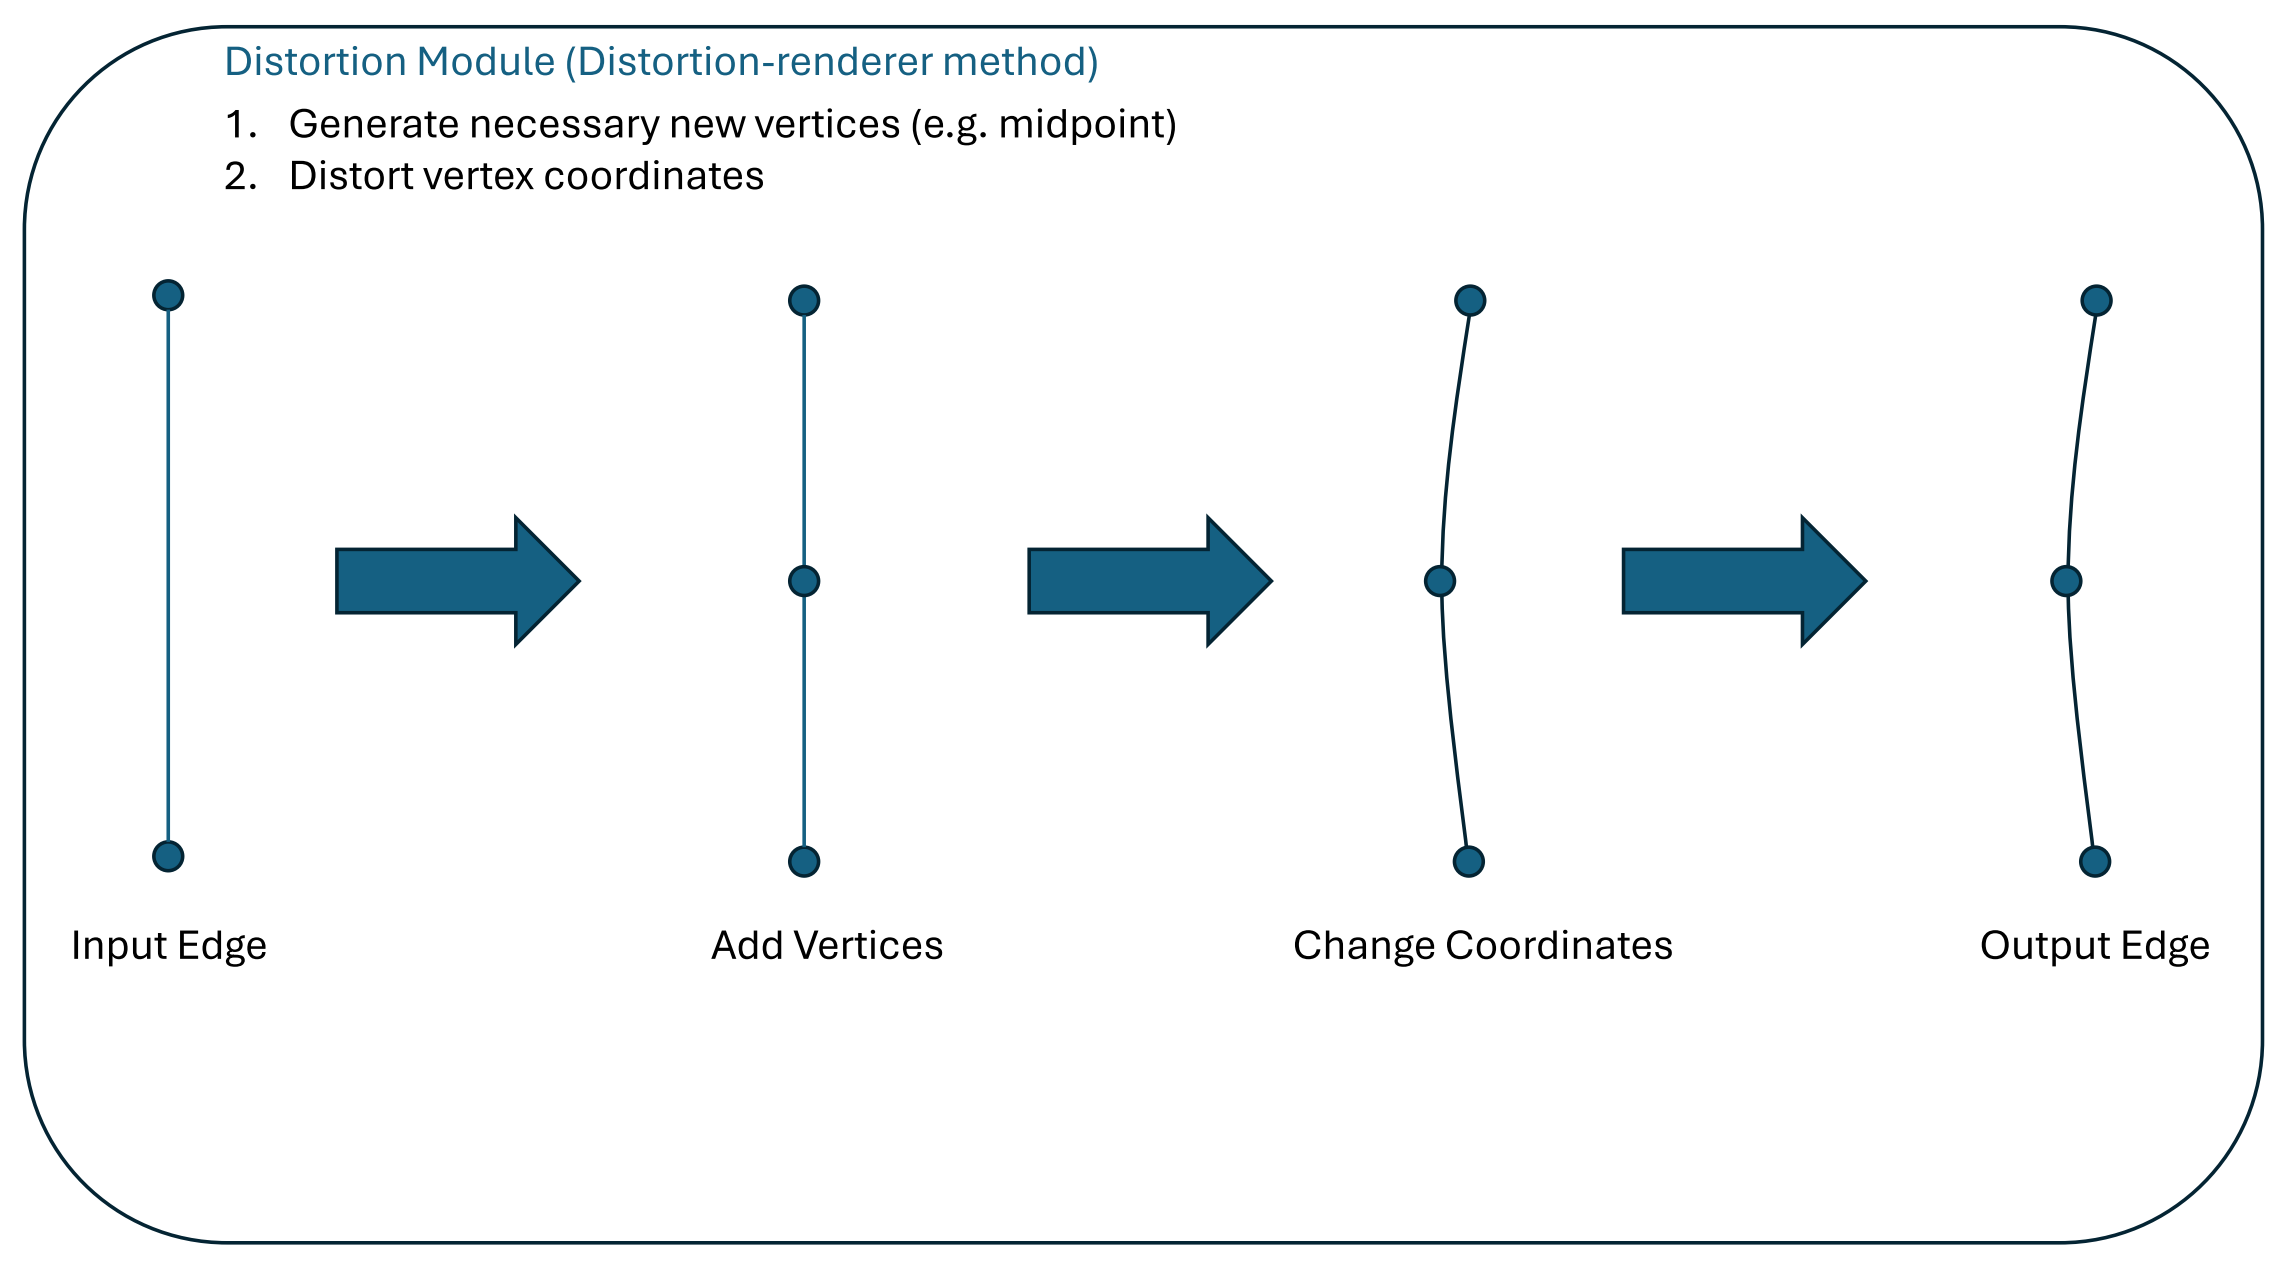 Distortion Module (Distortion-renderer method)
1. Generate necessary new vertices (e.g. midpoint)
2. Distort vertex coordinates
Input Edge
Add Vertices
Change Coordinates
Output Edge